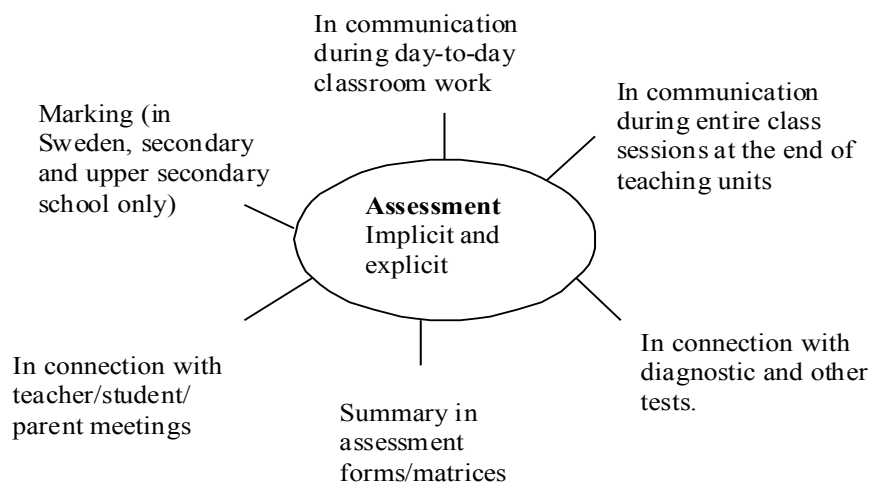 In communication
during day-to-day
classroom work
In communication
during entire class
sessions at the end of
teaching units
Marking (in
Sweden, secondary
and upper secondary
school only)
Assessment
Implicit and
explicit
In connection with
diagnostic and other
tests.
In connection with
teacher/student/
parent meetings
Summary in
assessment
forms/matrices